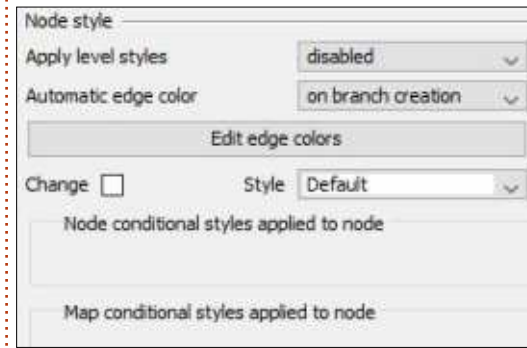 Node style
Apply level styles disabled
Automatic edge color on branch creation
Edit edge colors
Change Style Default
Node conditional styles applied to node
Map conditional styles applied to node